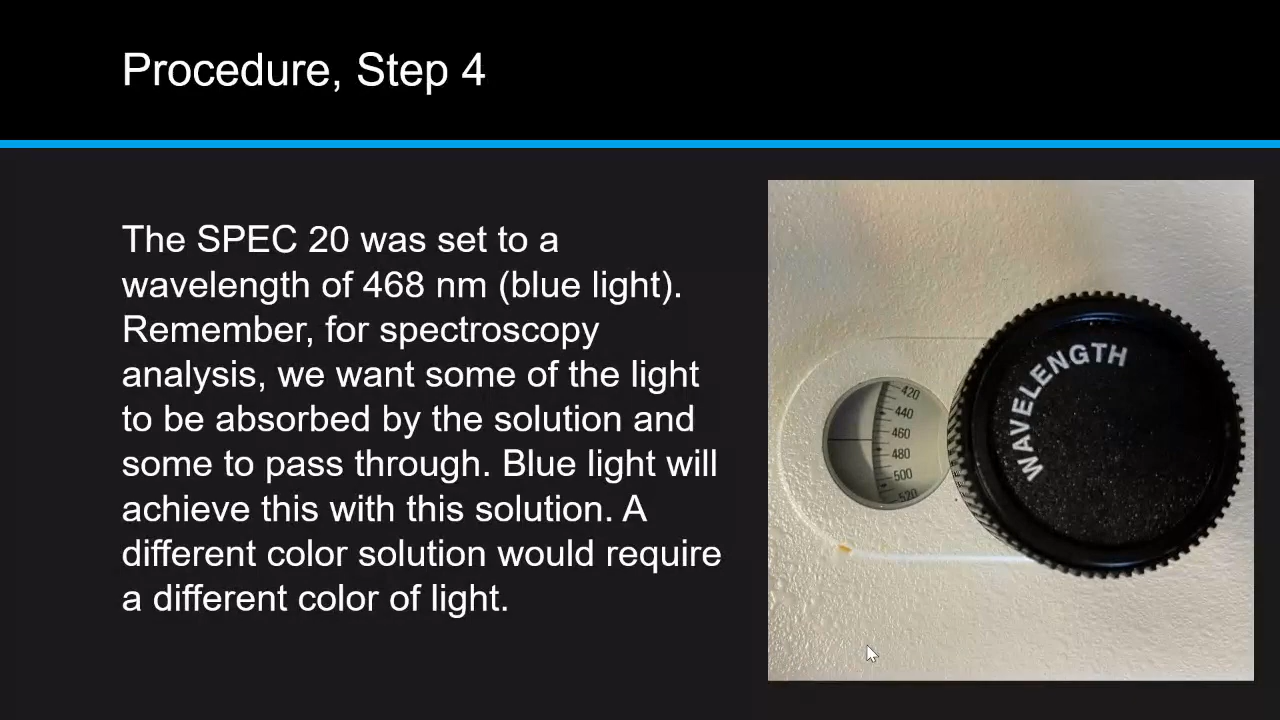 Procedure, Step 4
The SPEC 20 was set to a
wavelength of 468 nm (blue light).
Remember, for spectroscopy
analysis, we want some of the light
to be absorbed by the solution and
some to pass through. Blue light will
achieve this with this solution. A
different color solution would require
a different color of light.
420
440
460
480
500
520
WAVELENGTH